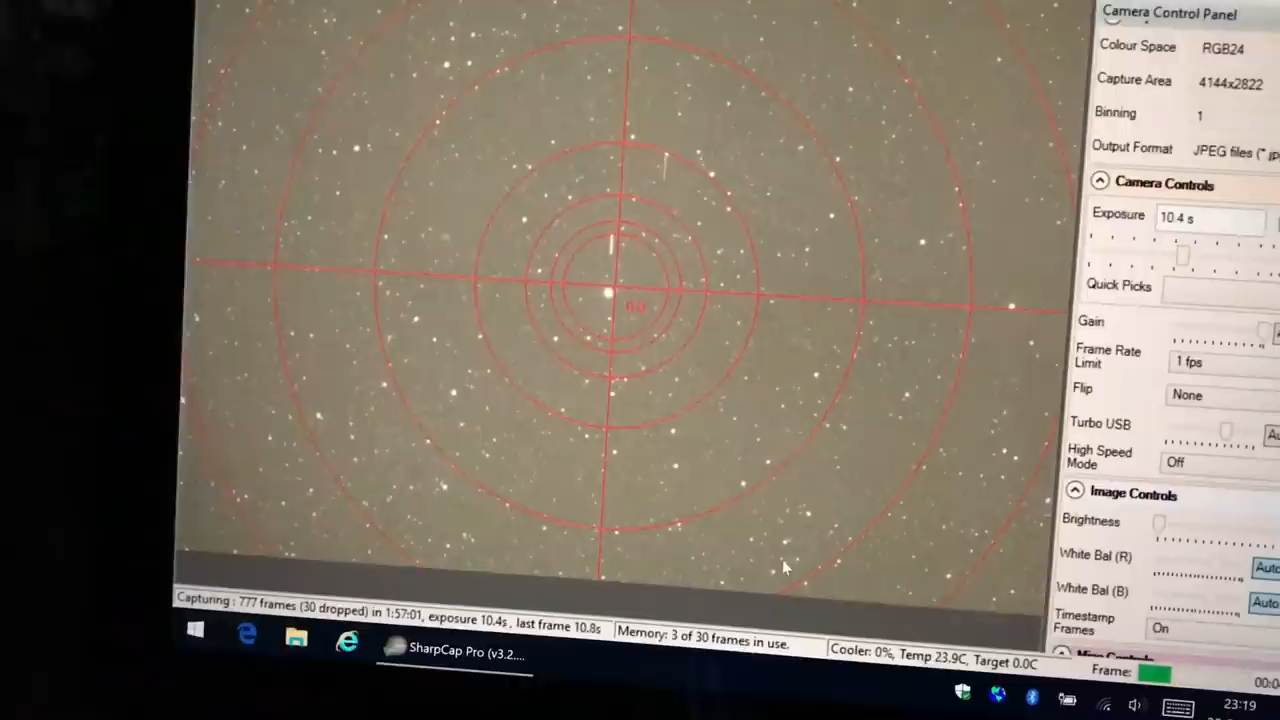 Camera Control Panel
Colour Space RGB24
Capture Area 4144x2822
Binning 1
Output Format JPEG files (*.jp
Camera Controls
Exposure 10.4 s
Quick Picks
Gain
Frame Rate Limit 1 fps
Flip None
Turbo USB Au
High Speed Mode Off
Image Controls
Brightness
White Bal (R) Auto
White Bal (B) Auto
Timestamp Frames On
0,0
Capturing : 777 frames (30 dropped) in 1:57:01, exposure 10.4s, last frame 10.8s
Memory: 3 of 30 frames in use.
Cooler: 0%, Temp 23.9C, Target 0.0C
Frame:
SharpCap Pro (v3.2....
23:19